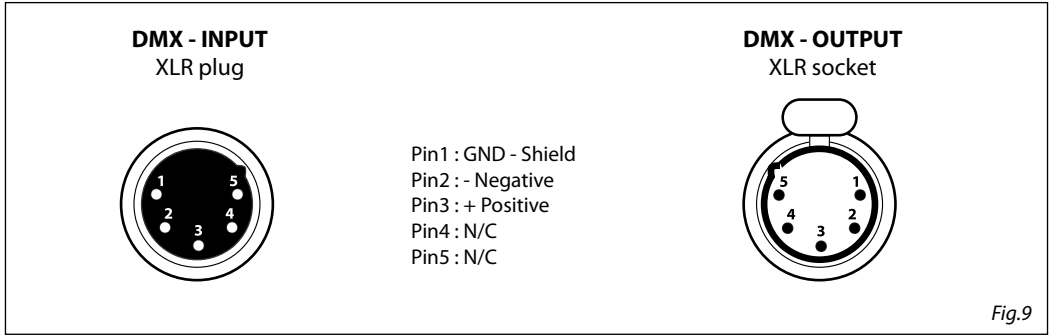 DMX - INPUT
XLR plug
DMX - OUTPUT
XLR socket
1
5
2
4
3
Pin1 : GND - Shield
Pin2 : - Negative
Pin3 : + Positive
Pin4 : N/C
Pin5 : N/C
5
1
4
2
3
Fig.9